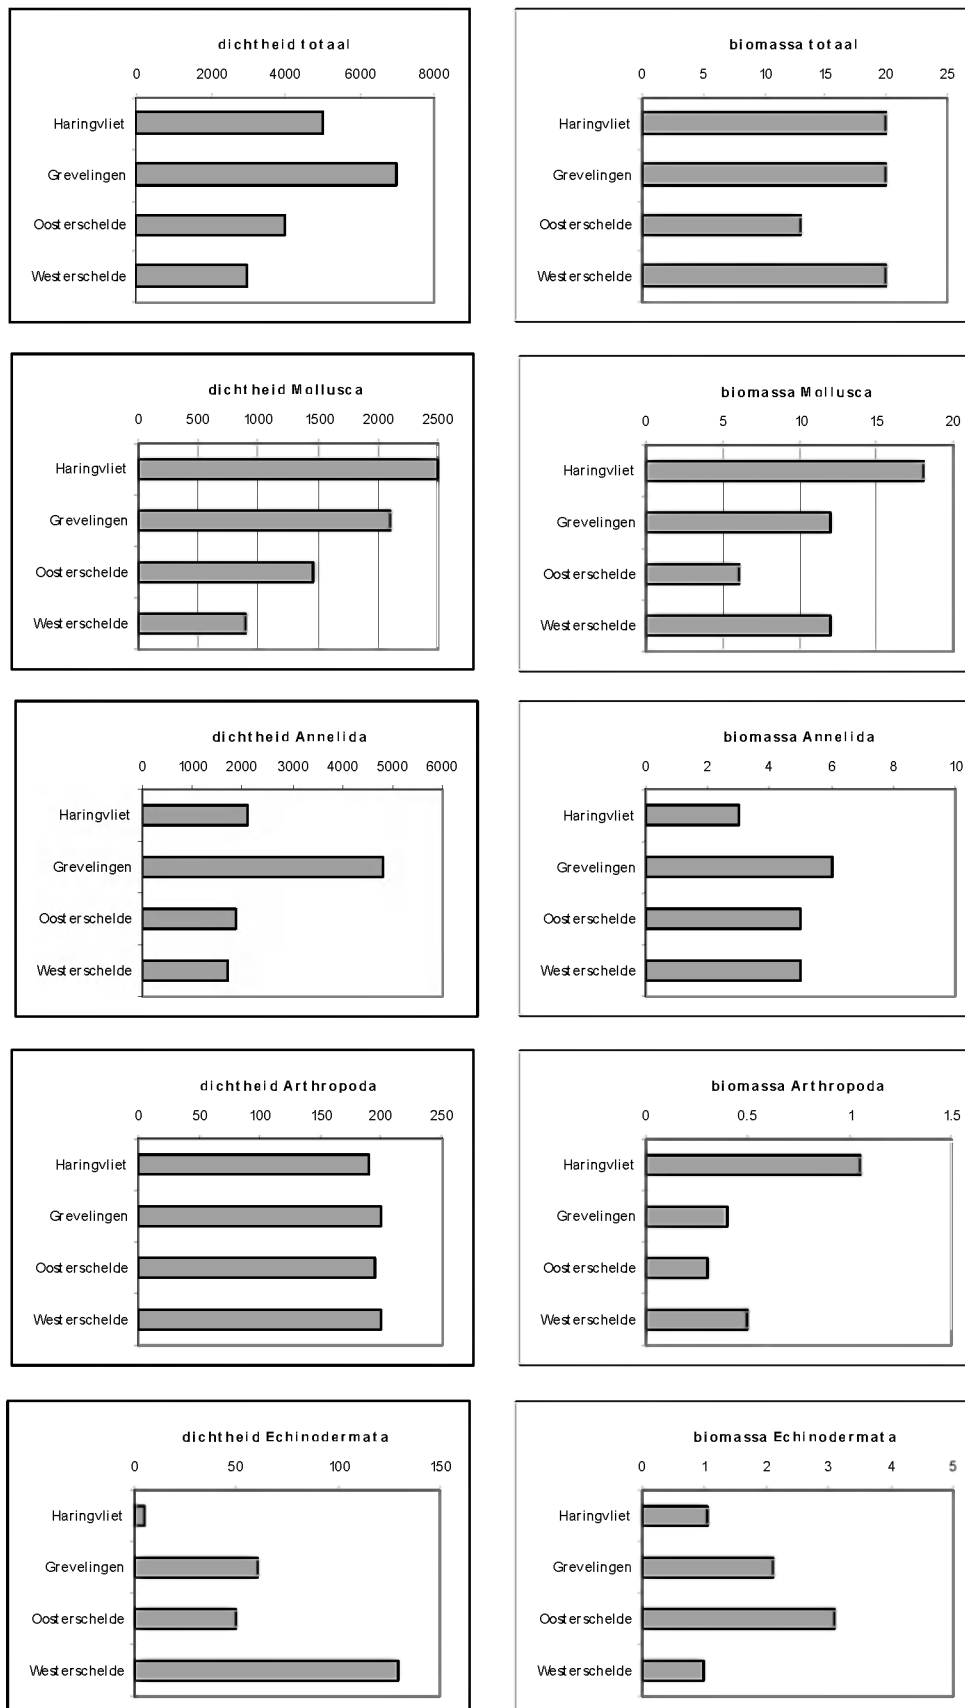 dichtheid totaal
0 2000 4000 6000 8000
Haringvliet
Grevelingen
Oosterschelde
Westerschelde
biomassa totaal
0 5 10 15 20 25
Haringvliet
Grevelingen
Oosterschelde
Westerschelde
dichtheid Mollusca
0 500 1000 1500 2000 2500
Haringvliet
Grevelingen
Oosterschelde
Westerschelde
biomassa Mollusca
0 5 10 15 20
Haringvliet
Grevelingen
Oosterschelde
Westerschelde
dichtheid Annelida
0 1000 2000 3000 4000 5000 6000
Haringvliet
Grevelingen
Oosterschelde
Westerschelde
biomassa Annelida
0 2 4 6 8 10
Haringvliet
Grevelingen
Oosterschelde
Westerschelde
dichtheid Arthropoda
0 50 100 150 200 250
Haringvliet
Grevelingen
Oosterschelde
Westerschelde
biomassa Arthropoda
0 0.5 1 1.5
Haringvliet
Grevelingen
Oosterschelde
Westerschelde
dichtheid Echinodermata
0 50 100 150
Haringvliet
Grevelingen
Oosterschelde
Westerschelde
biomassa Echinodermata
0 1 2 3 4 5
Haringvliet
Grevelingen
Oosterschelde
Westerschelde